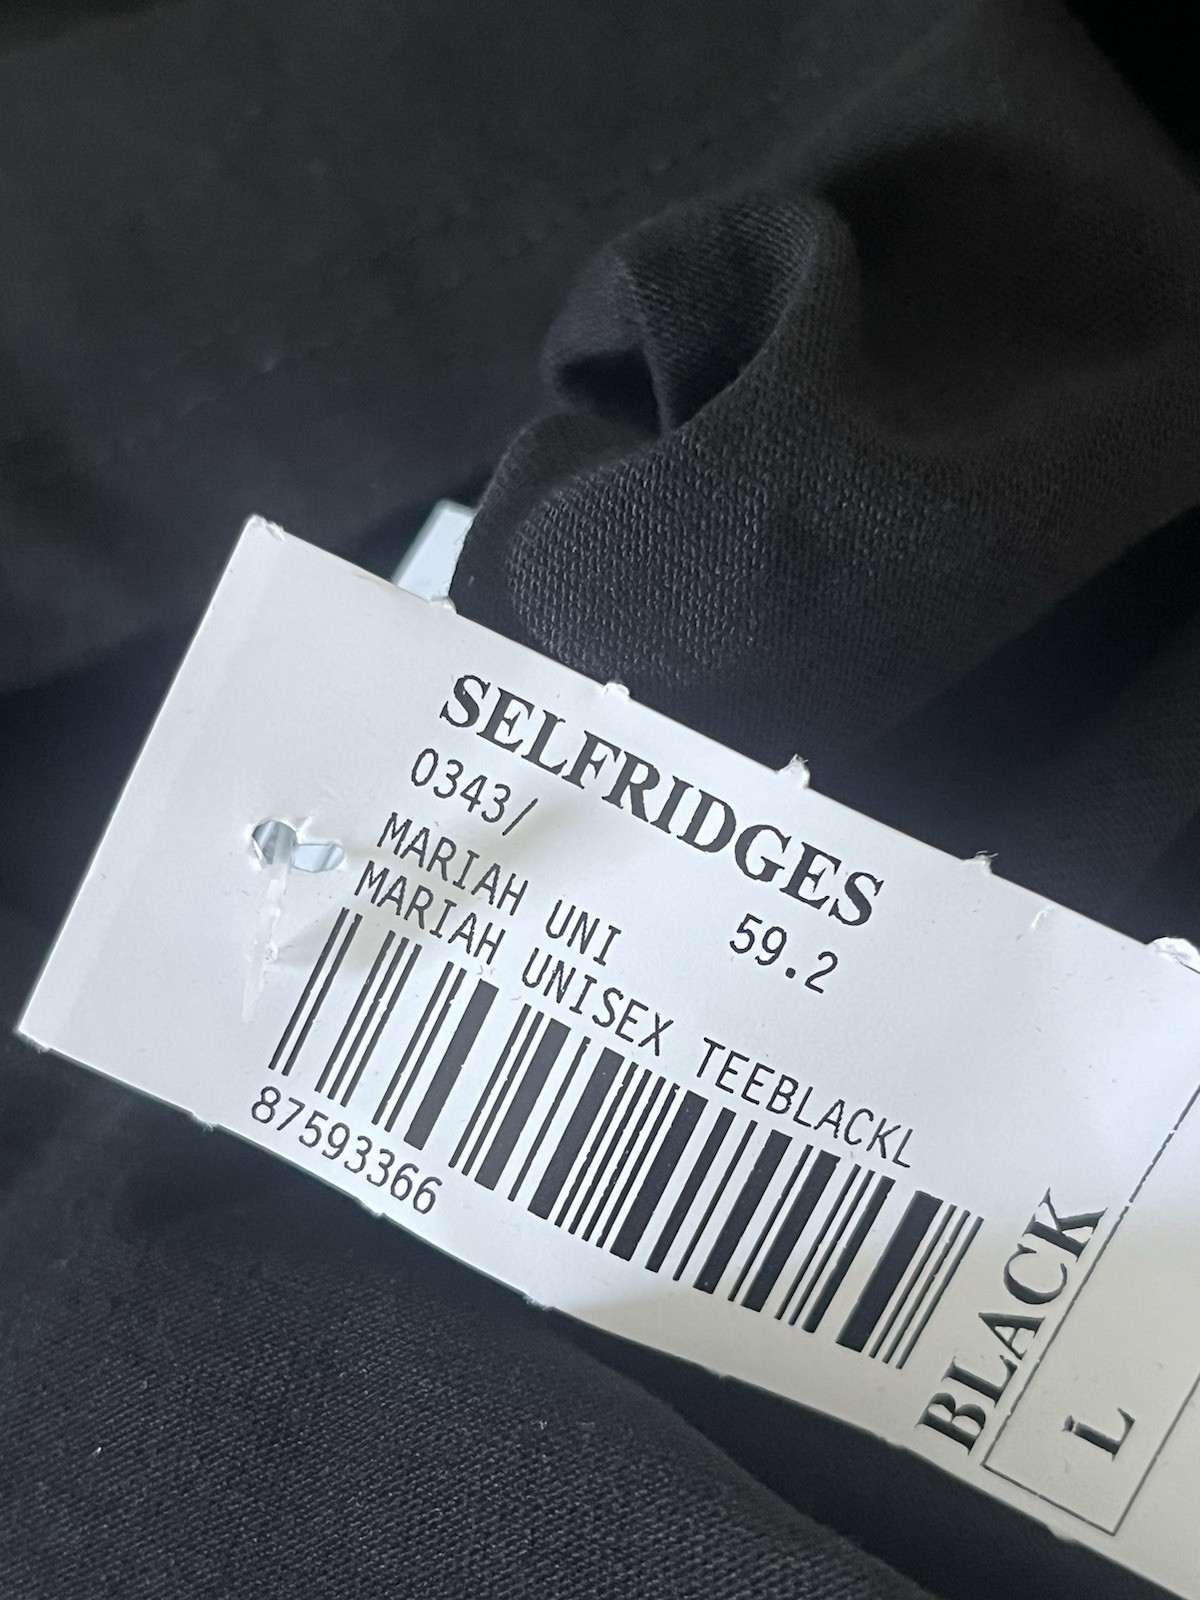 SELFRIDGES
0343/ 59.2
MARIAH UNI
MARIAH UNISEX TEEBLACKL
87593366
BLACK
L